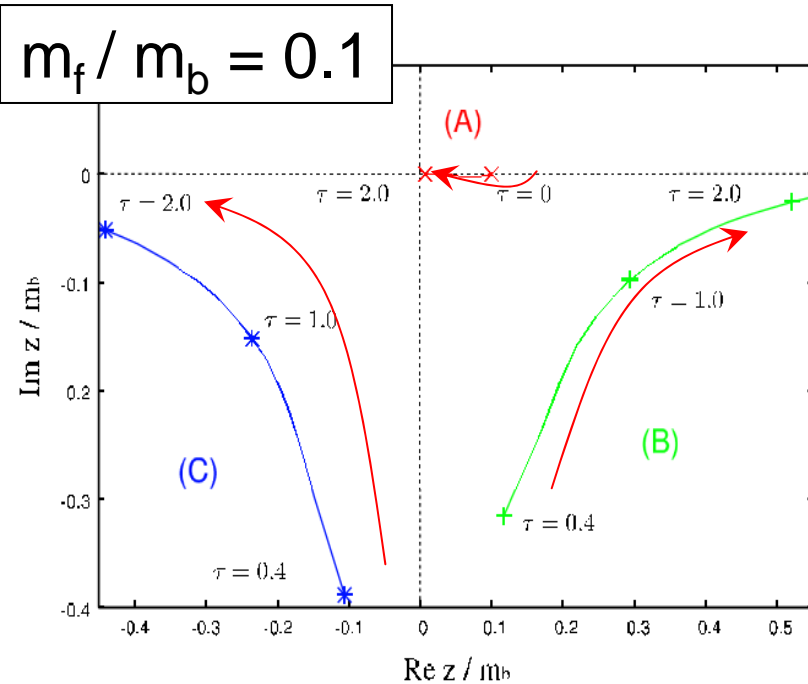 m_f / m_b = 0.1
(A)
0
τ − 2.0
τ = 2.0
τ = 0
τ = 2.0
-0.1
τ = 1.0
τ − 1.0
Im z / m_b
0.2
(C)
(B)
-0.3
τ = 0.4
τ = 0.4
-0.4
-0.4 -0.3 -0.2 -0.1 0 0.1 0.2 0.3 0.4 0.5
Re z / m_b